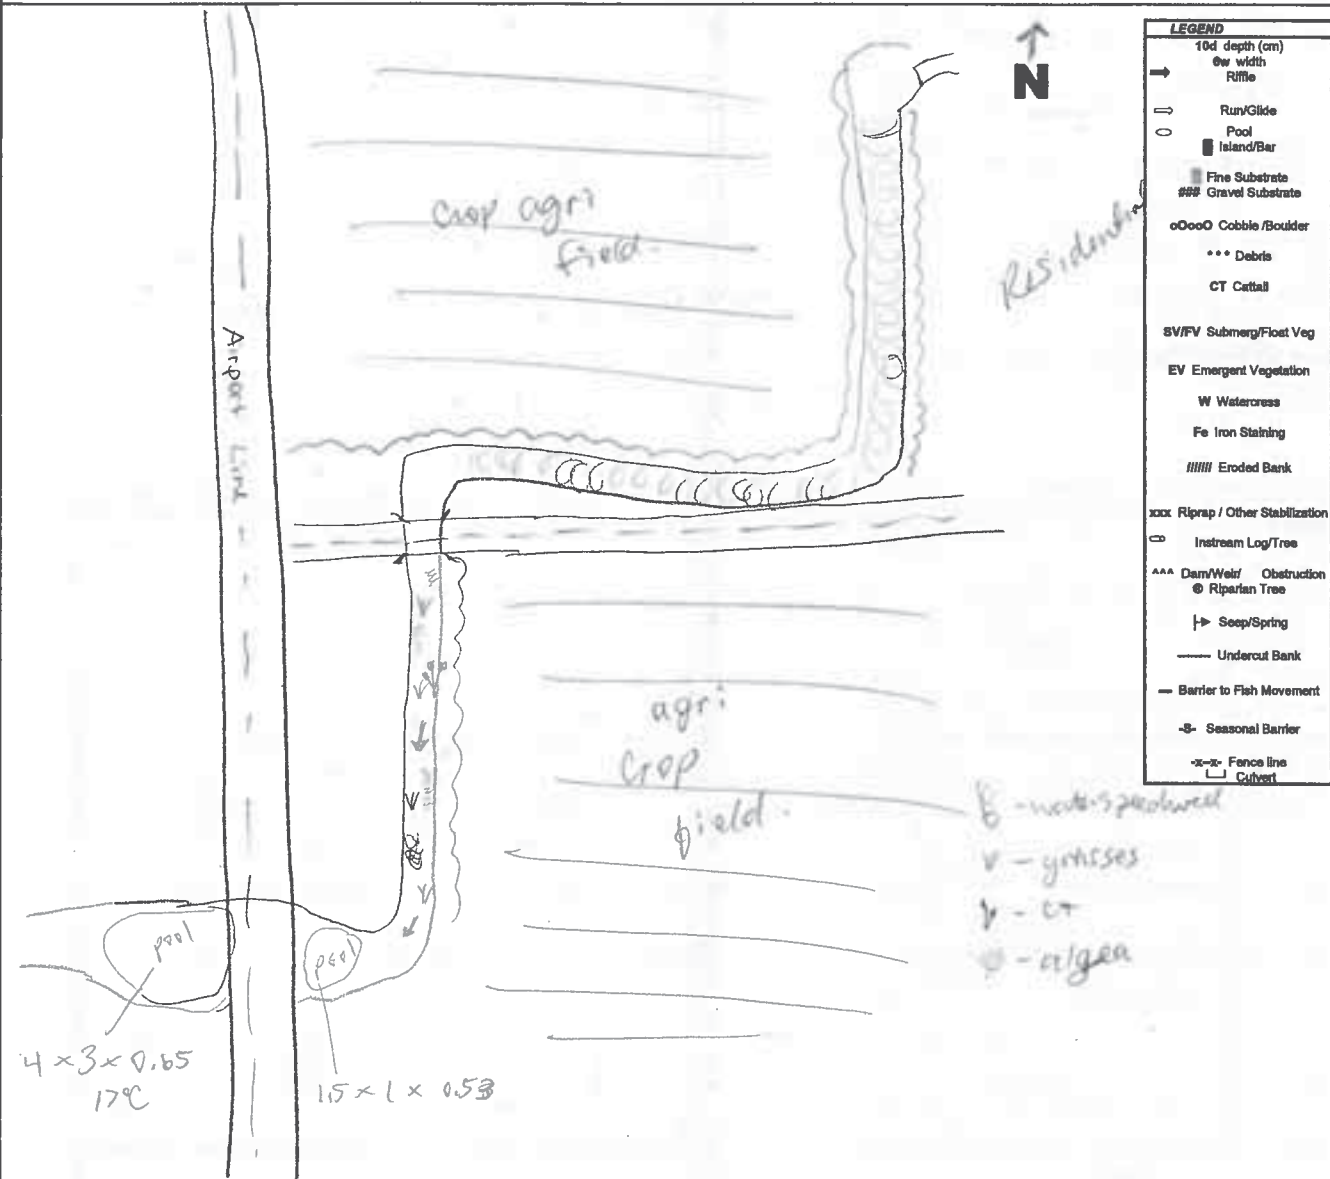 N
LEGEND
10d depth (cm)
6w width
Riffle
Run/Glide
Pool
Island/Bar
Fine Substrate
### Gravel Substrate
oOooO Cobble /Boulder
*** Debris
CT Cattail
SV/FV Submerg/Float Veg
EV Emergent Vegetation
W Watercress
Fe Iron Staining
/////// Eroded Bank
xxx Riprap / Other Stabilization
Instream Log/Tree
^^^ Dam/Weir/ Obstruction
Riparian Tree
Seep/Spring
Undercut Bank
Barrier to Fish Movement
-S- Seasonal Barrier
-x-x- Fence line
Culvert
Crop agri
field.
Residential
Airport Line
agri
Crop
field.
- grasses
- CT
- algea
pool
pool
4 x 3 x 0.65
17°C
1.5 x 1 x 0.53